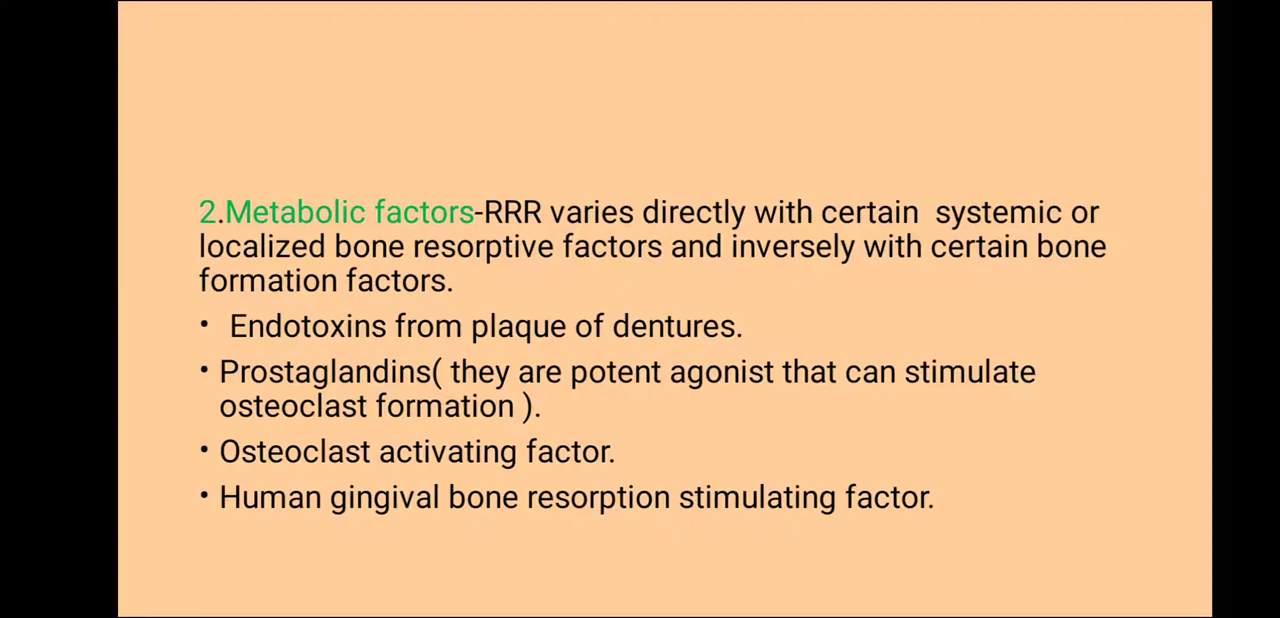 2.Metabolic factors-RRR varies directly with certain  systemic or
localized bone resorptive factors and inversely with certain bone
formation factors.
•  Endotoxins from plaque of dentures.
• Prostaglandins( they are potent agonist that can stimulate
osteoclast formation ).
• Osteoclast activating factor.
• Human gingival bone resorption stimulating factor.